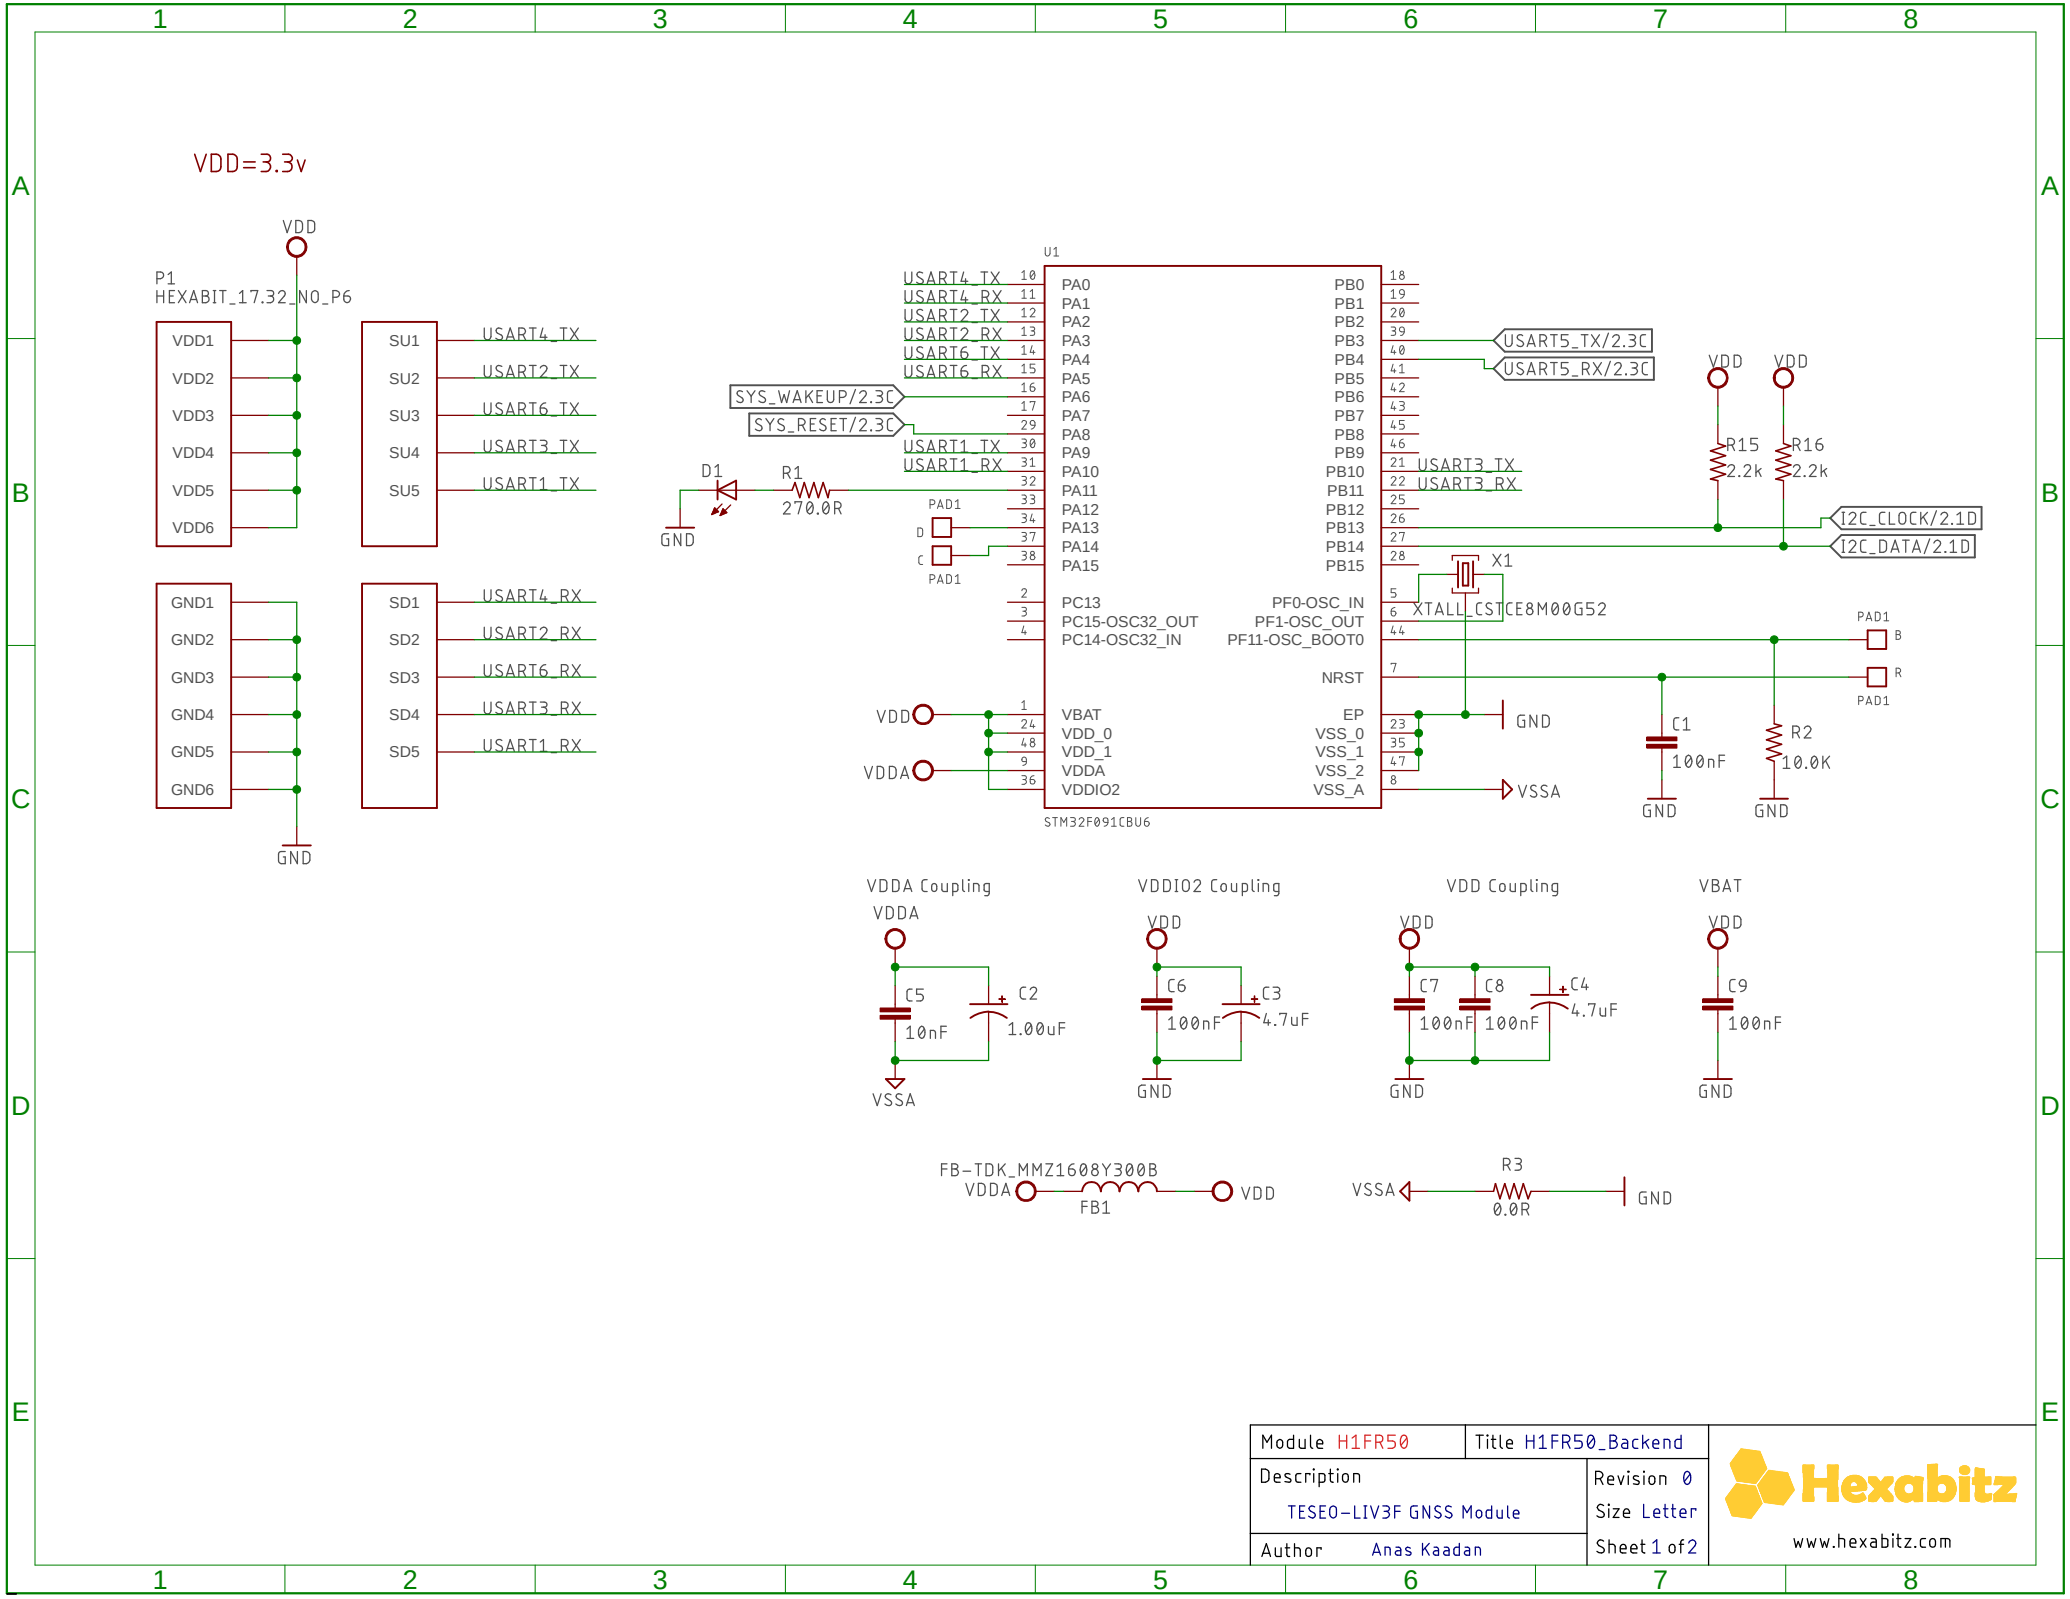 1 2 3 4 5 6 7 8
A A
B B
C C
D D
E E
VDD=3.3v
VDD
P1
HEXABIT_17.32_NO_P6
VDD1
VDD2
VDD3
VDD4
VDD5
VDD6
SU1 USART4_TX
SU2 USART2_TX
SU3 USART6_TX
SU4 USART3_TX
SU5 USART1_TX
GND1
GND2
GND3
GND4
GND5
GND6
GND
SD1 USART4_RX
SD2 USART2_RX
SD3 USART6_RX
SD4 USART3_RX
SD5 USART1_RX
U1
USART4_TX 10 PA0
USART4_RX 11 PA1
USART2_TX 12 PA2
USART2_RX 13 PA3
USART6_TX 14 PA4
USART6_RX 15 PA5
SYS_WAKEUP/2.3C 16 PA6
17 PA7
SYS_RESET/2.3C 29 PA8
USART1_TX 30 PA9
USART1_RX 31 PA10
D1 R1 32 PA11
270.0R
GND
33 PA12
PAD1
D 34 PA13
C 37 PA14
PAD1
38 PA15
2 PC13
3 PC15-OSC32_OUT
4 PC14-OSC32_IN
VDD 1 VBAT
24 VDD_0
48 VDD_1
VDDA 9 VDDA
36 VDDIO2
STM32F091CBU6
PB0 18
PB1 19
PB2 20
PB3 39 USART5_TX/2.3C
PB4 40 USART5_RX/2.3C
PB5 41
PB6 42
PB7 43
PB8 45
PB9 46
PB10 21 USART3_TX
PB11 22 USART3_RX
PB12 25
PB13 26 I2C_CLOCK/2.1D
PB14 27 I2C_DATA/2.1D
PB15 28
X1
XTALL_CSTCE8M00G52
PF0-OSC_IN 5
PF1-OSC_OUT 6
PF11-OSC_BOOT0 44
NRST 7
EP GND
VSS_0 23
VSS_1 35
VSS_2 47
VSS_A 8 VSSA
VDD VDD
R15 R16
2.2k 2.2k
PAD1
B
R
PAD1
C1
100nF
GND
R2
10.0K
GND
VDDA Coupling
VDDA
C5
10nF
C2
1.00uF
VSSA
VDDIO2 Coupling
VDD
C6
100nF
C3
4.7uF
GND
VDD Coupling
VDD
C7
100nF
C8
100nF
C4
4.7uF
GND
VBAT
VDD
C9
100nF
GND
FB-TDK_MMZ1608Y300B
VDDA VDD
FB1
R3
VSSA GND
0.0R
Module H1FR50 Title H1FR50_Backend
Description
TESEO-LIV3F GNSS Module
Revision 0
Size Letter
Author Anas Kaadan
Sheet 1 of 2
Hexabitz
www.hexabitz.com
1 2 3 4 5 6 7 8